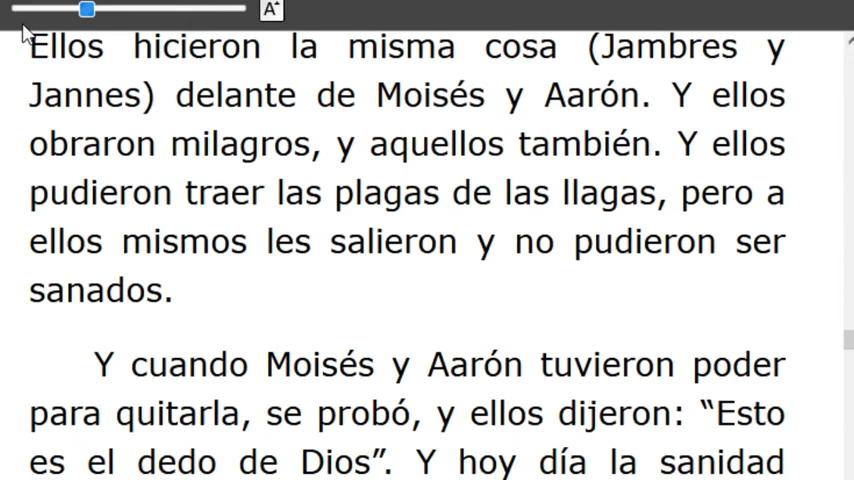 A
Ellos hicieron la misma cosa (Jambres y
Jannes) delante de Moisés y Aarón. Y ellos
obraron milagros, y aquellos también. Y ellos
pudieron traer las plagas de las llagas, pero a
ellos mismos les salieron y no pudieron ser
sanados.
Y cuando Moisés y Aarón tuvieron poder
para quitarla, se probó, y ellos dijeron: “Esto
es el dedo de Dios”. Y hoy día la sanidad